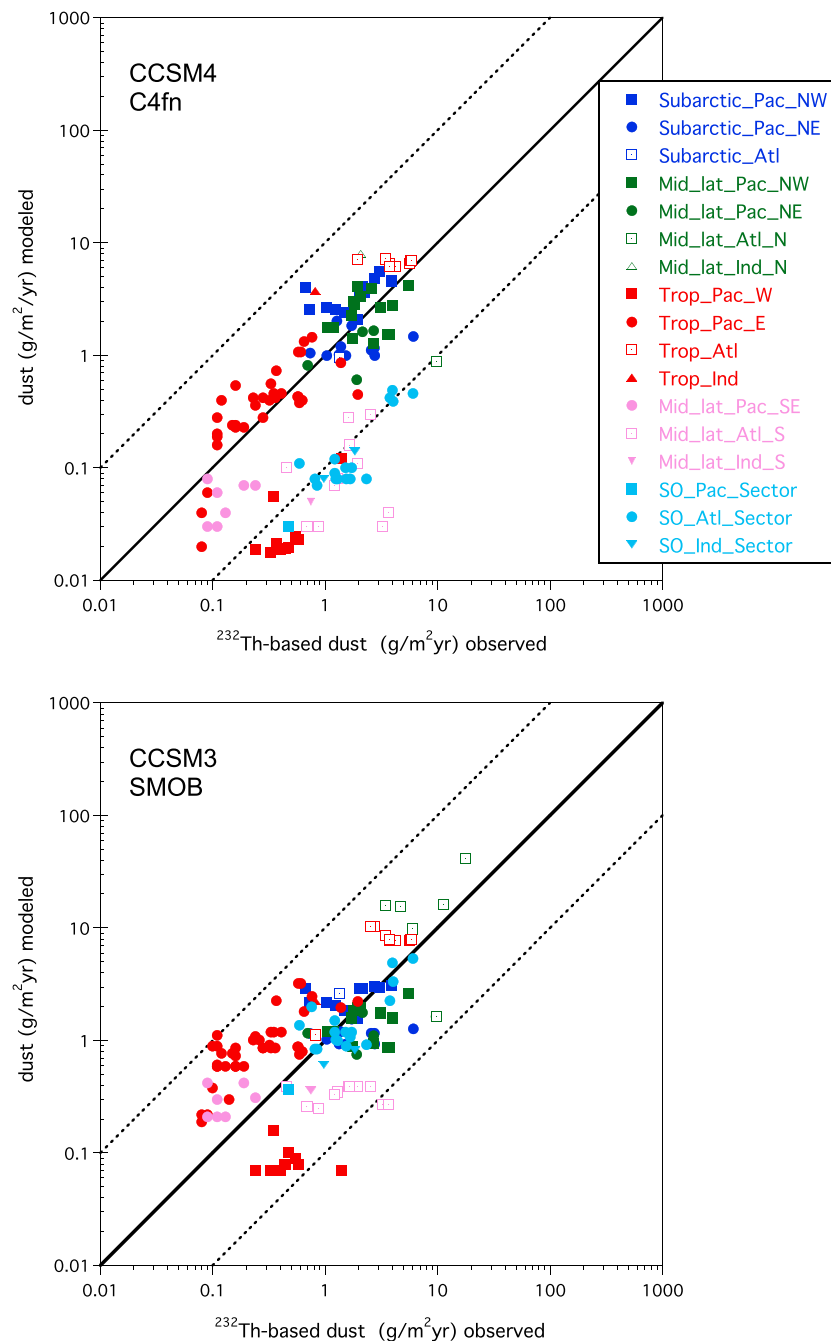 CCSM4
C4fn
1000
100
10
1
0.1
0.01
dust (g/m²/yr) modeled
0.01
0.1
1
10
100
1000
²³²Th-based dust (g/m²yr) observed
Subarctic_Pac_NW
Subarctic_Pac_NE
Subarctic_Atl
Mid_lat_Pac_NW
Mid_lat_Pac_NE
Mid_lat_Atl_N
Mid_lat_Ind_N
Trop_Pac_W
Trop_Pac_E
Trop_Atl
Trop_Ind
Mid_lat_Pac_SE
Mid_lat_Atl_S
Mid_lat_Ind_S
SO_Pac_Sector
SO_Atl_Sector
SO_Ind_Sector
CCSM3
SMOB
1000
100
10
1
0.1
0.01
dust (g/m²yr) modeled
0.01
0.1
1
10
100
1000
²³²Th-based dust (g/m²yr) observed